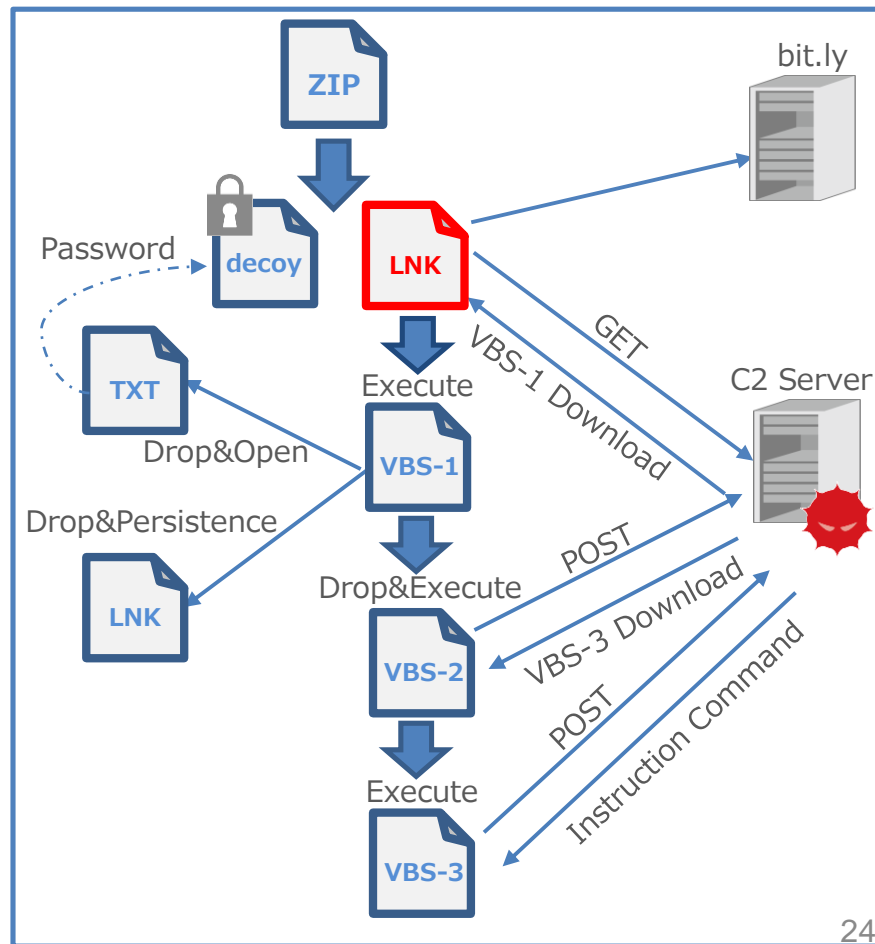 ZIP
bit.ly
Password
decoy
LNK
GET
VBS-1 Download
C2 Server
TXT
Execute
Drop&Open
VBS-1
Drop&Persistence
POST
Drop&Execute
VBS-3 Download
LNK
VBS-2
POST
Instruction Command
Execute
VBS-3
24